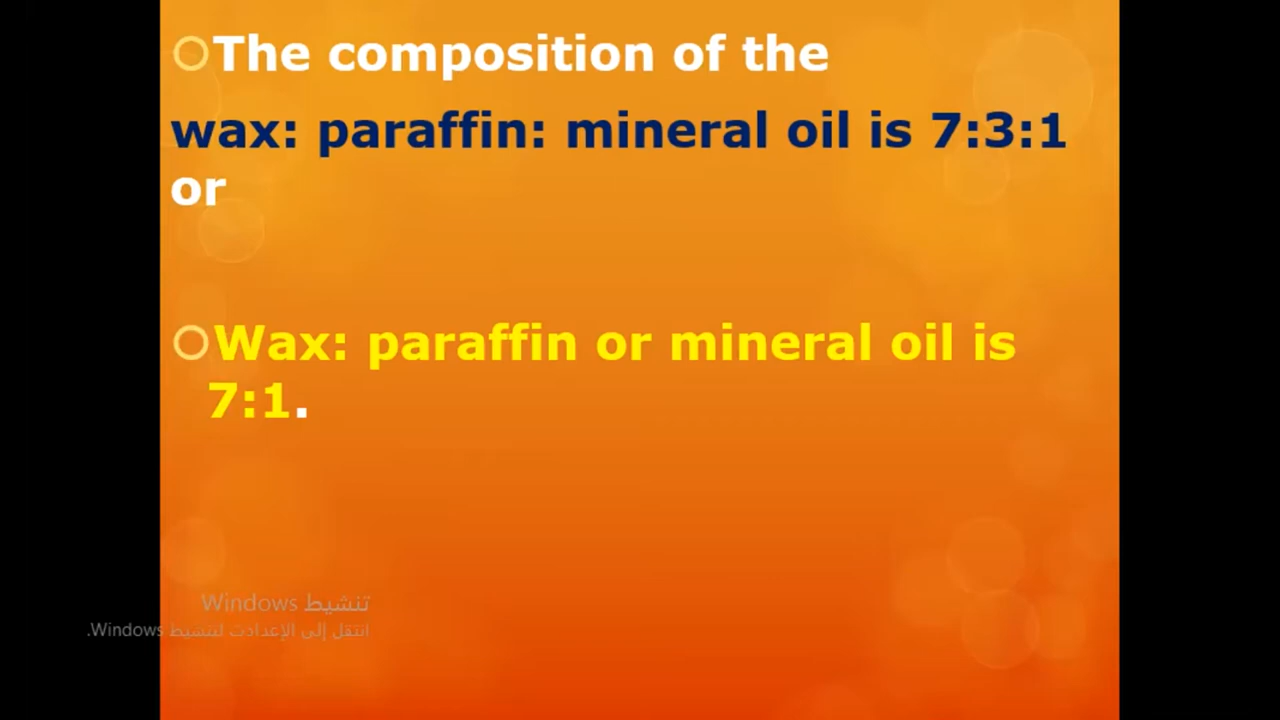 The composition of the
wax: paraffin: mineral oil is 7:3:1
or
Wax: paraffin or mineral oil is
7:1.
تنشيط Windows
انتقل إلى الإعدادات لتنشيط Windows.